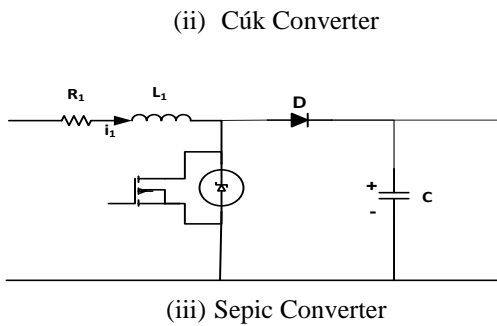 (ii) Cúk Converter
R₁ L₁ D
i₁
+
- C
(iii) Sepic Converter